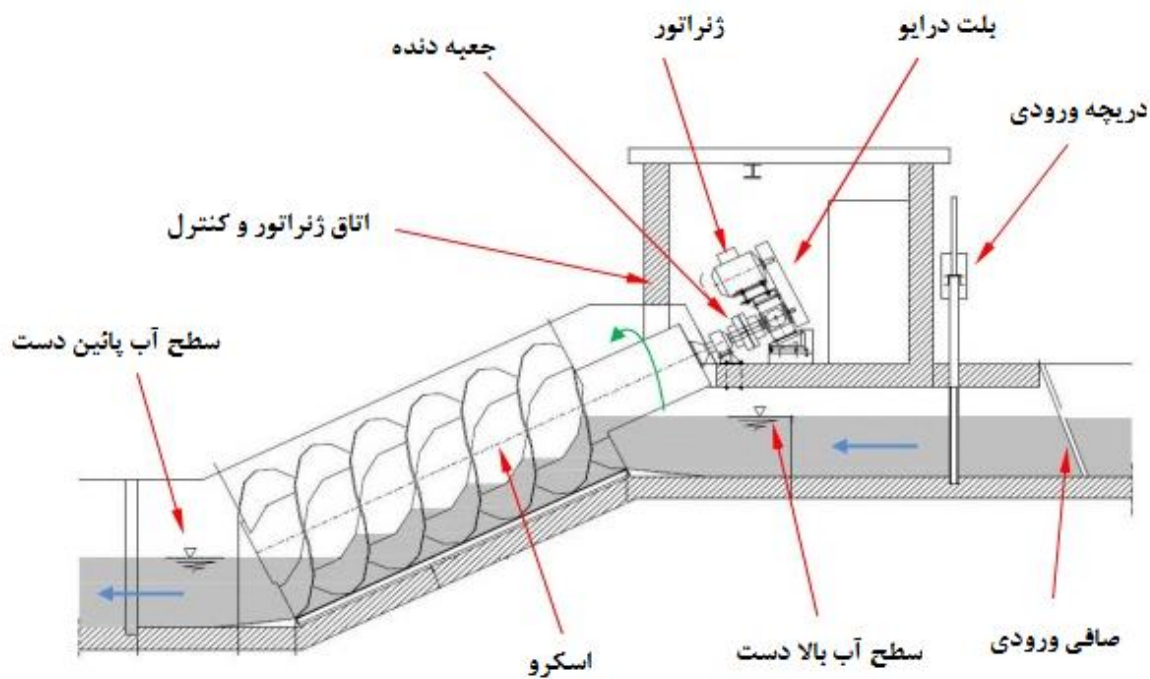 بلت درایو
ژنراتور
جعبه دنده
دریچه ورودی
اتاق ژنراتور و کنترل
سطح آب پائین دست
صافی ورودی
سطح آب بالا دست
اسکرو